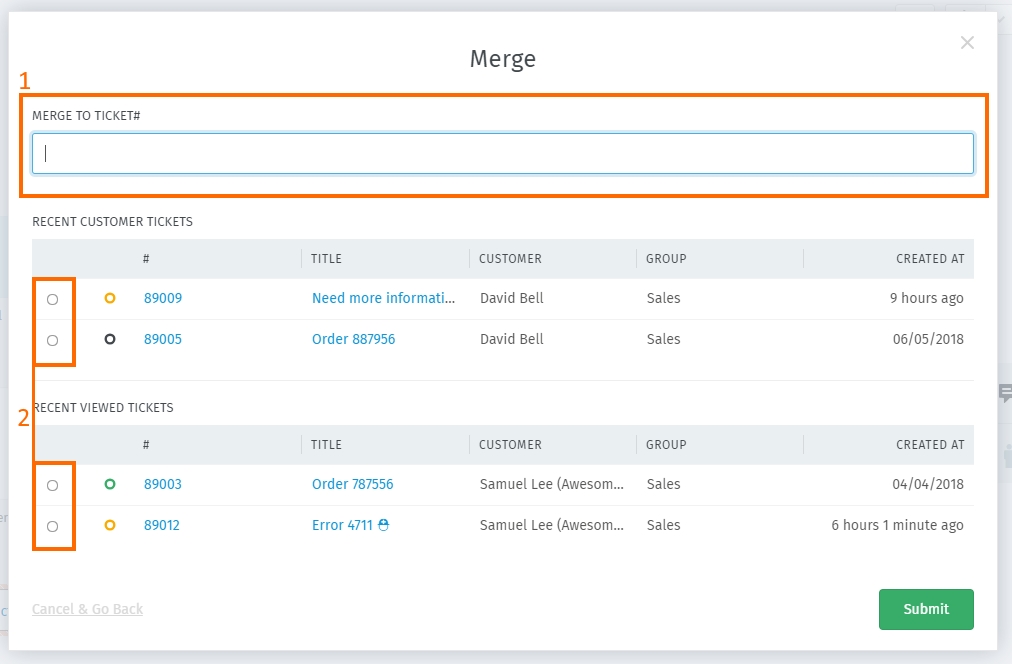 Merge
1
MERGE TO TICKET#
RECENT CUSTOMER TICKETS
# TITLE CUSTOMER GROUP CREATED AT
89009 Need more informati... David Bell Sales 9 hours ago
89005 Order 887956 David Bell Sales 06/05/2018
2
RECENT VIEWED TICKETS
# TITLE CUSTOMER GROUP CREATED AT
89003 Order 787556 Samuel Lee (Awesom... Sales 04/04/2018
89012 Error 4711 Samuel Lee (Awesom... Sales 6 hours 1 minute ago
Cancel & Go Back Submit